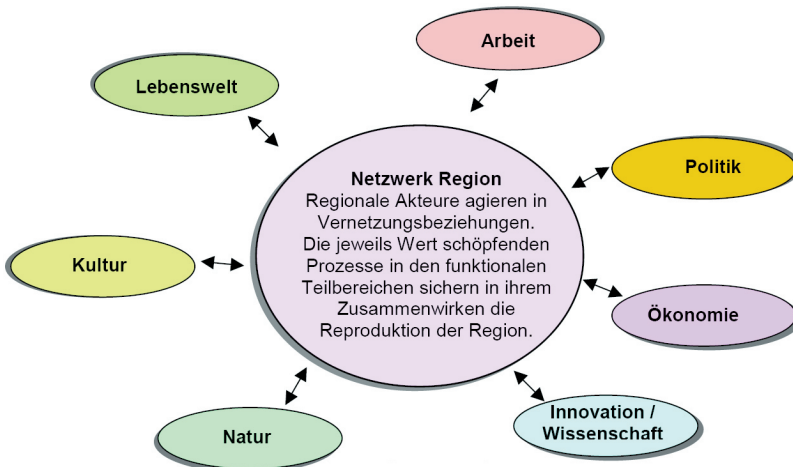 Arbeit
Lebenswelt
Politik
Netzwerk Region
Regionale Akteure agieren in
Vernetzungsbeziehungen.
Die jeweils Wert schöpfenden
Prozesse in den funktionalen
Teilbereichen sichern in ihrem
Zusammenwirken die
Reproduktion der Region.
Kultur
Ökonomie
Natur
Innovation /
Wissenschaft